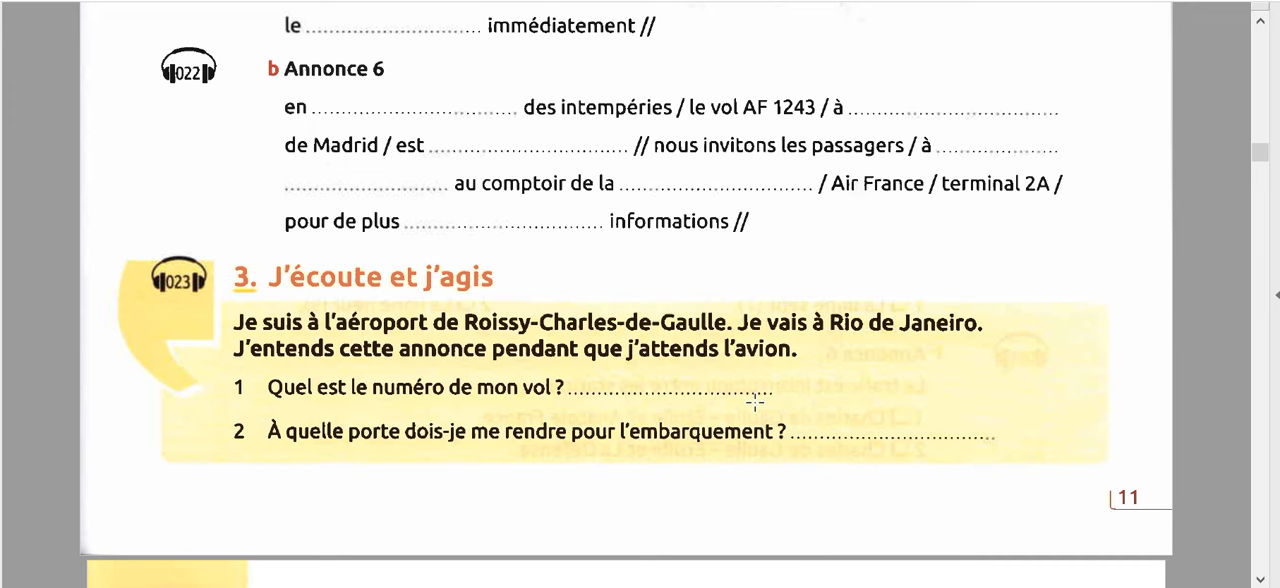 le .............................. immédiatement //
022
b Annonce 6
en .................................. des intempéries / le vol AF 1243 / à ...................................
de Madrid / est .................................. // nous invitons les passagers / à ....................
........................... au comptoir de la ................................. / Air France / terminal 2A /
pour de plus .................................. informations //
023
3. J'écoute et j'agis
Je suis à l'aéroport de Roissy-Charles-de-Gaulle. Je vais à Rio de Janeiro.
J'entends cette annonce pendant que j'attends l'avion.
1 Quel est le numéro de mon vol ? ..................................
2 À quelle porte dois-je me rendre pour l'embarquement ? ..................................
11